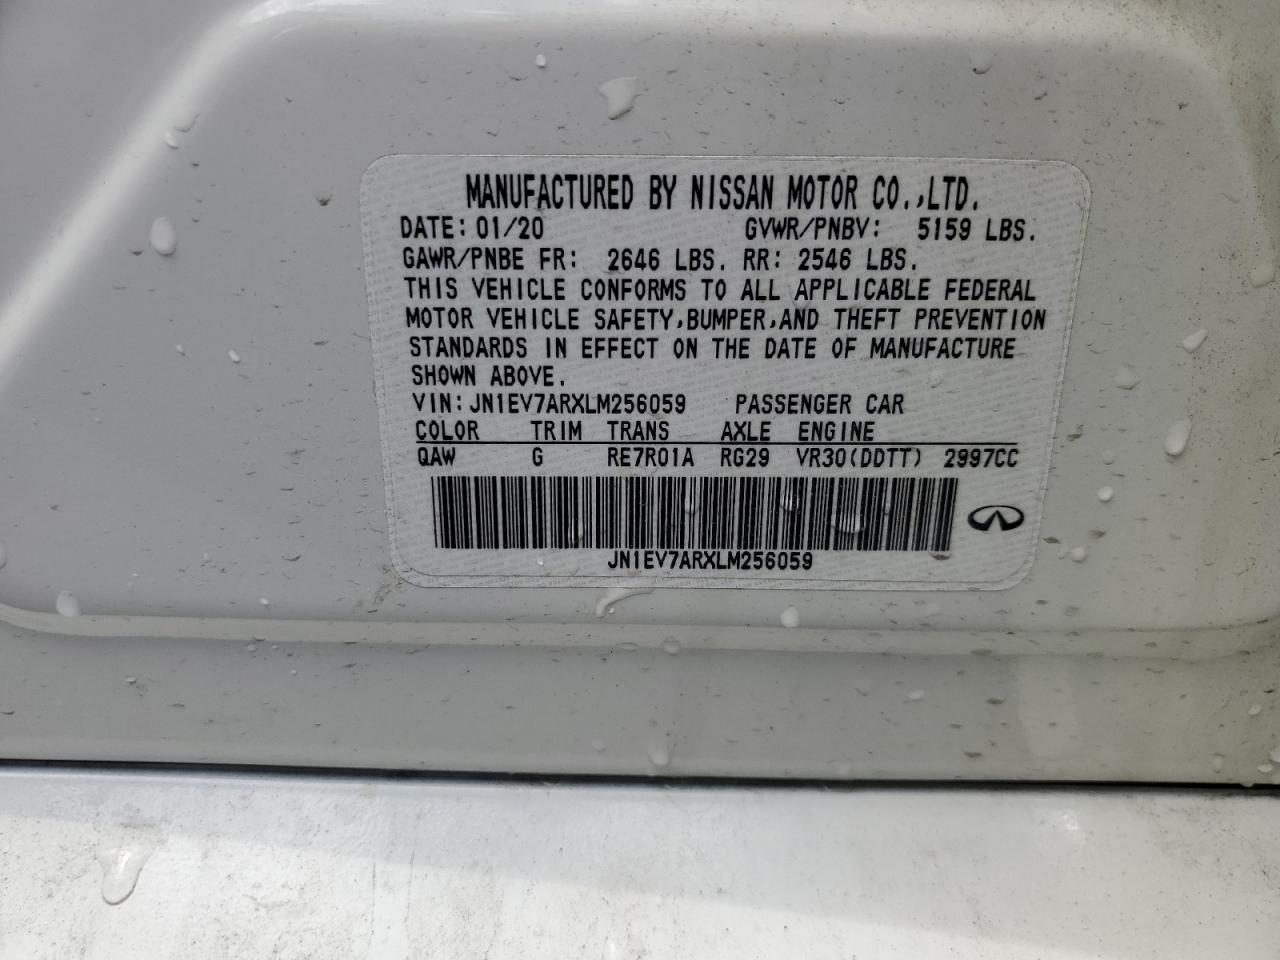 MANUFACTURED BY NISSAN MOTOR CO.,LTD.
DATE: 01/20 GVWR/PNBV: 5159 LBS.
GAWR/PNBE FR: 2646 LBS. RR: 2546 LBS.
THIS VEHICLE CONFORMS TO ALL APPLICABLE FEDERAL
MOTOR VEHICLE SAFETY,BUMPER,AND THEFT PREVENTION
STANDARDS IN EFFECT ON THE DATE OF MANUFACTURE
SHOWN ABOVE.
VIN:JN1EV7ARXLM256059 PASSENGER CAR
COLOR TRIM TRANS AXLE ENGINE
QAW G RE7R01A RG29 VR30(DDTT) 2997CC
JN1EV7ARXLM256059